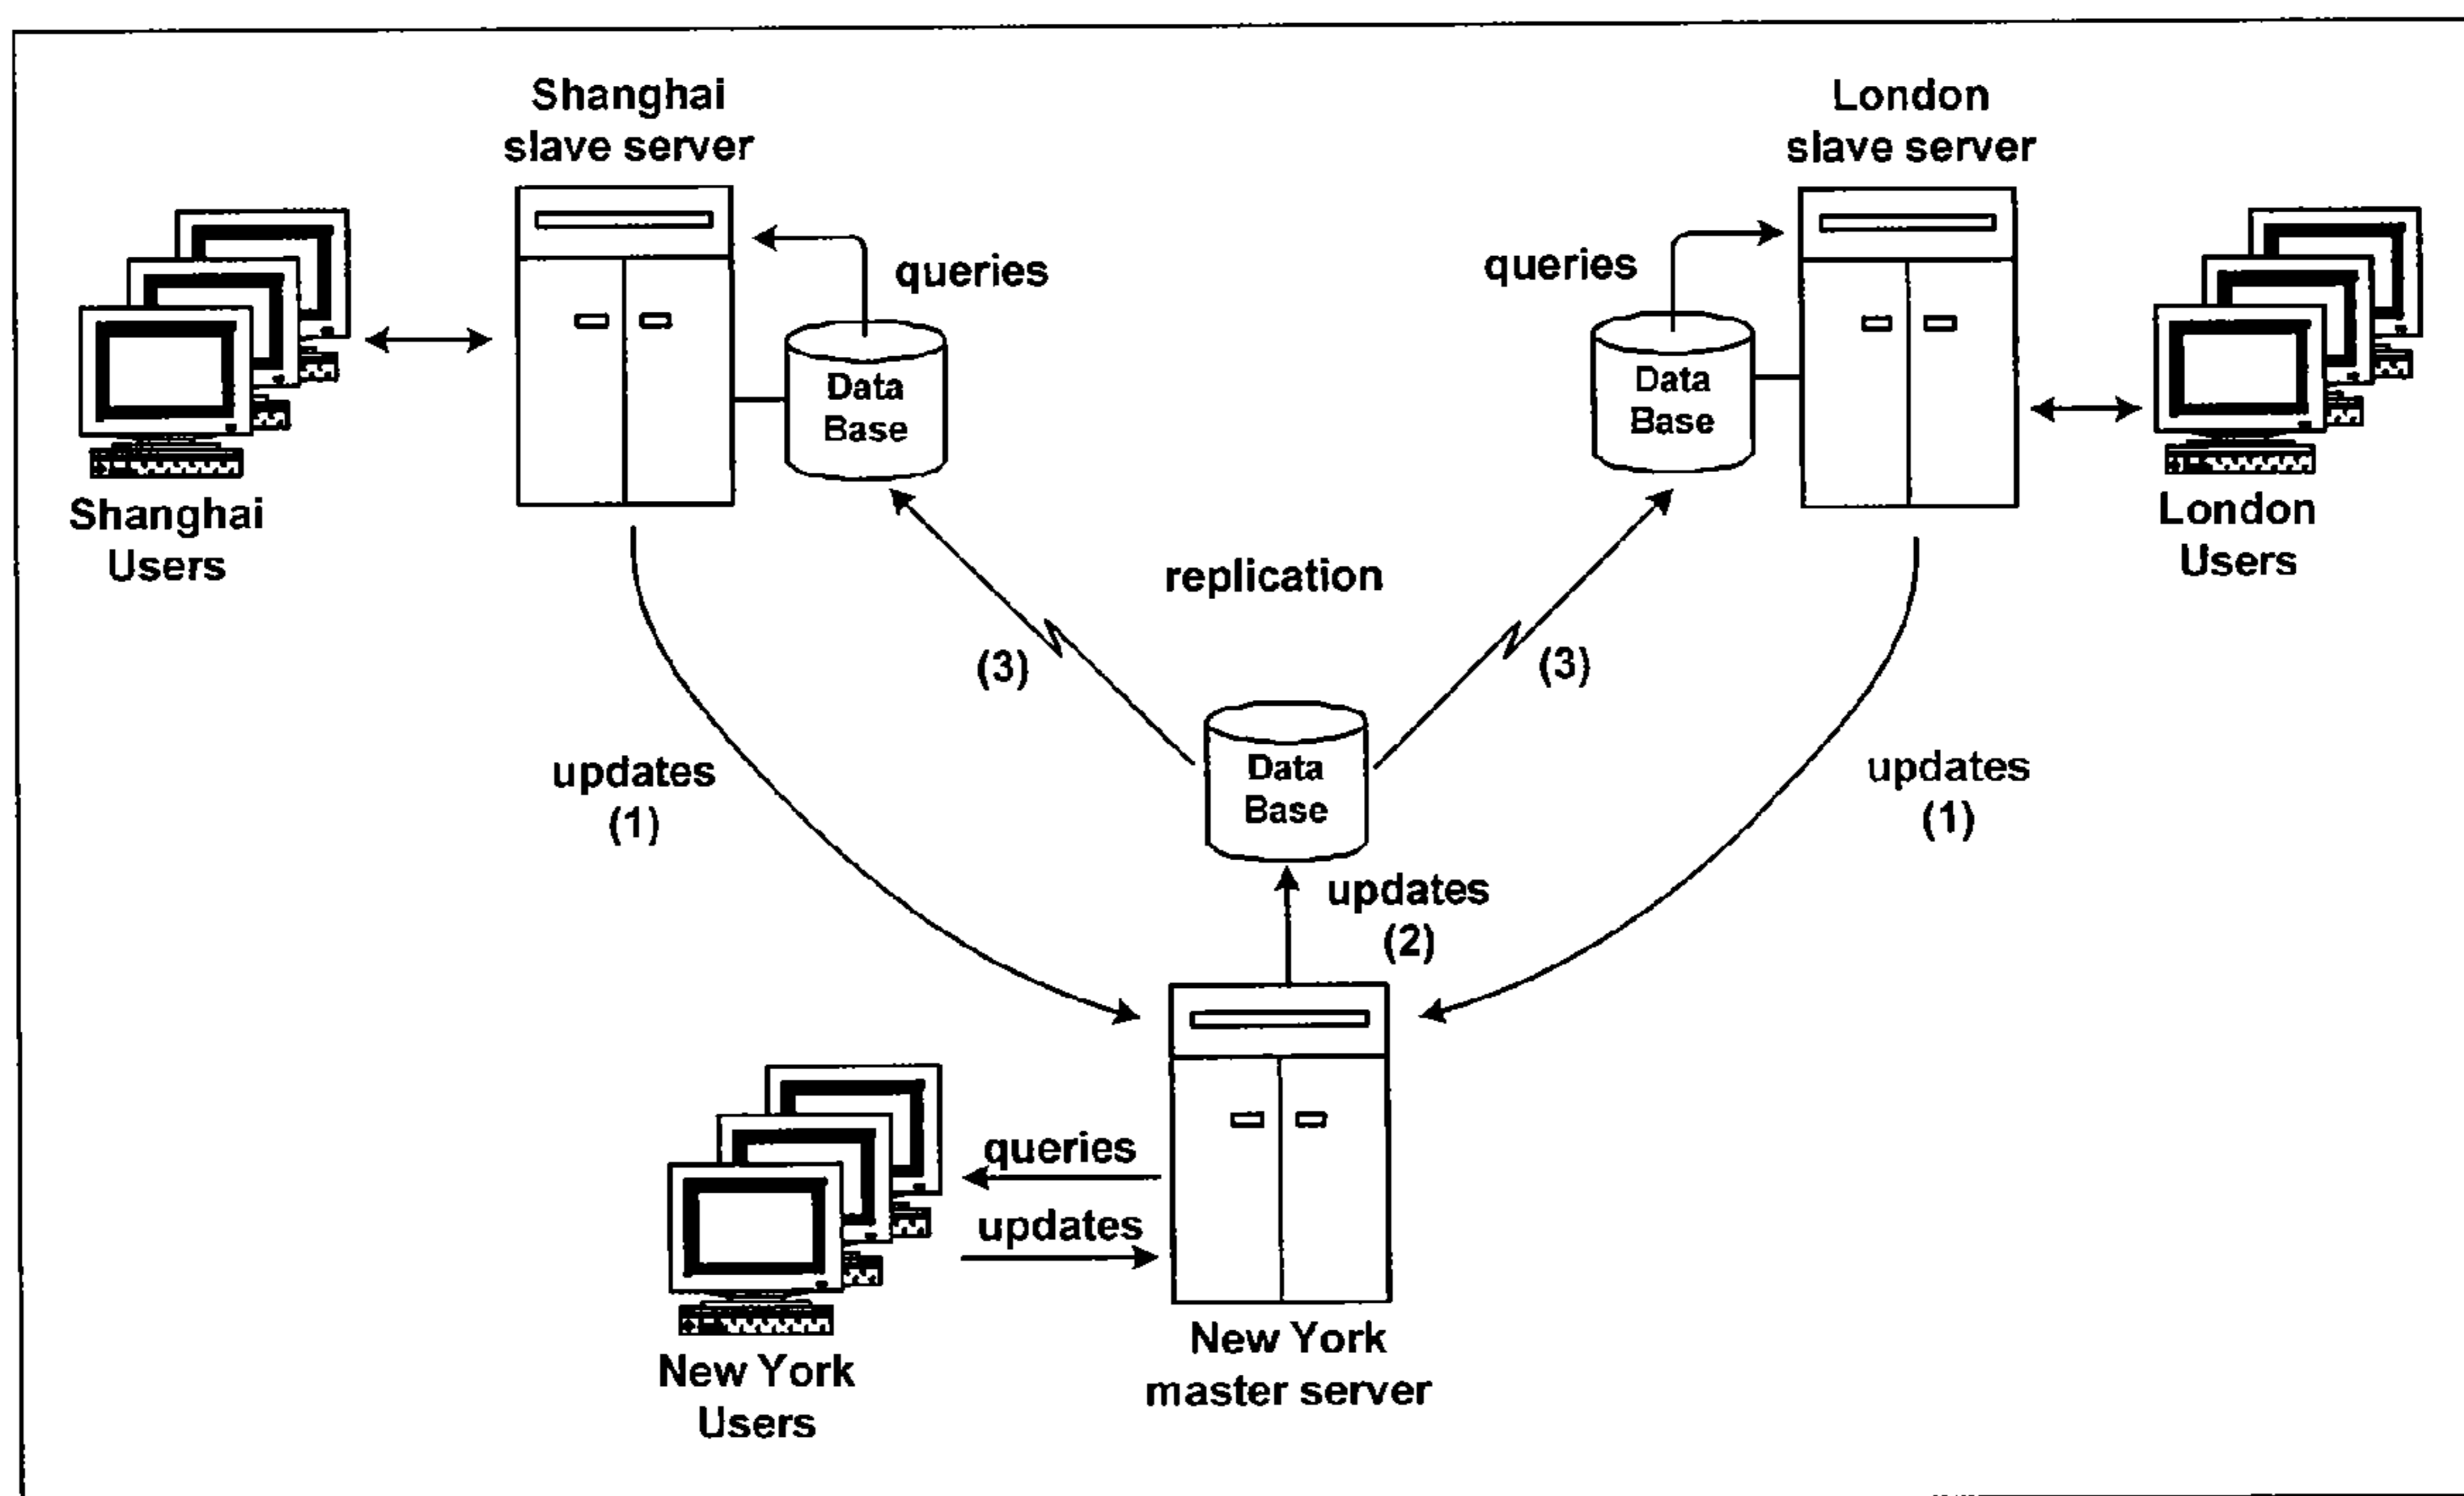 Shanghai
slave server
London
slave server
queries
queries
Data
Base
Data
Base
Shanghai
Users
London
Users
replication
(3)
(3)
Data
Base
updates
(1)
updates
(1)
updates
(2)
queries
updates
New York
Users
New York
master server